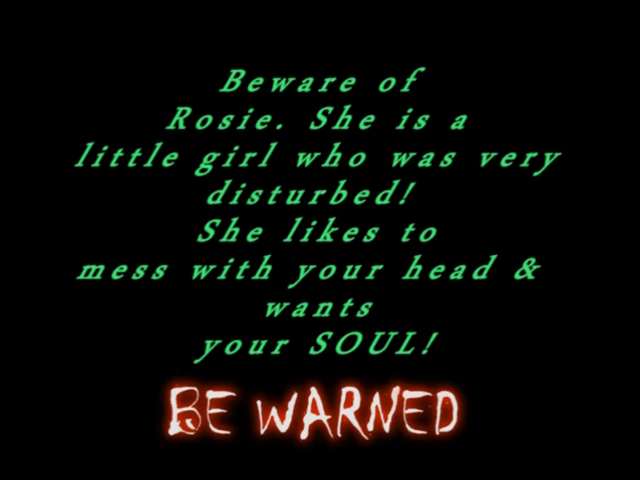 Beware of
Rosie. She is a
little girl who was very
disturbed!
She likes to
mess with your head &
wants
your SOUL!
BE WARNED